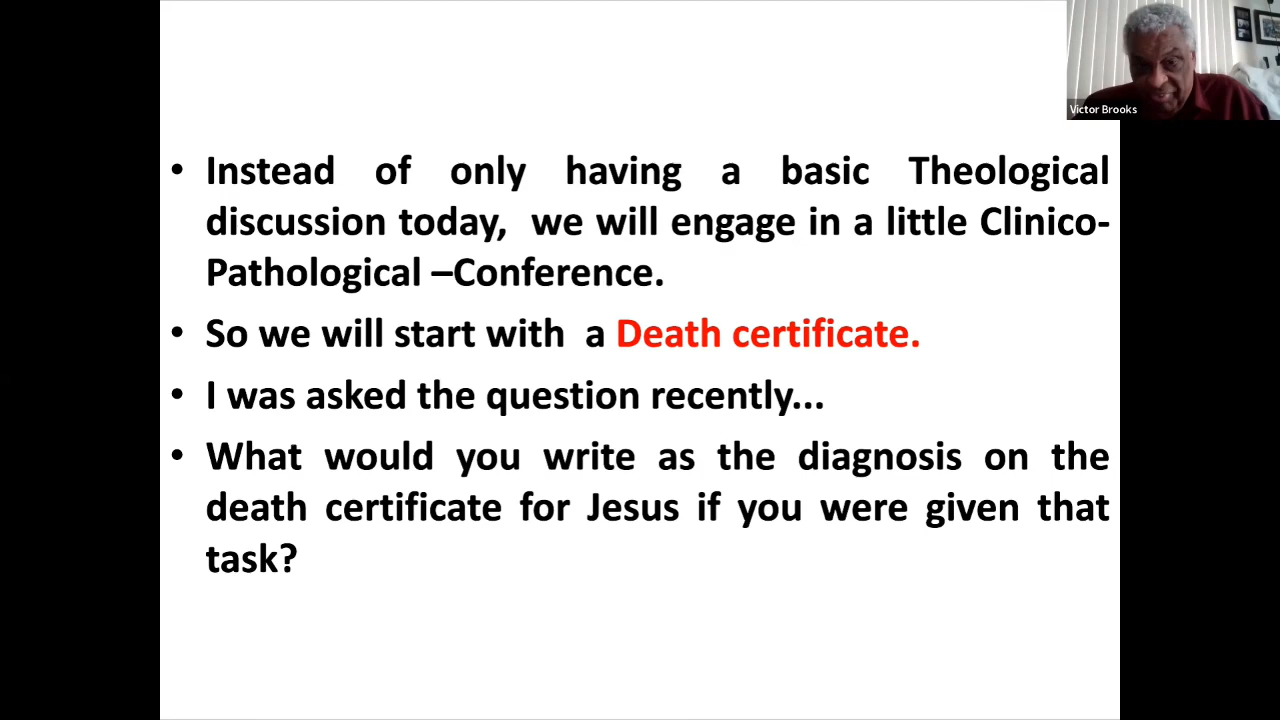 Victor Brooks
• Instead of only having a basic Theological
discussion today, we will engage in a little Clinico-
Pathological –Conference.
• So we will start with a Death certificate.
• I was asked the question recently...
• What would you write as the diagnosis on the
death certificate for Jesus if you were given that
task?